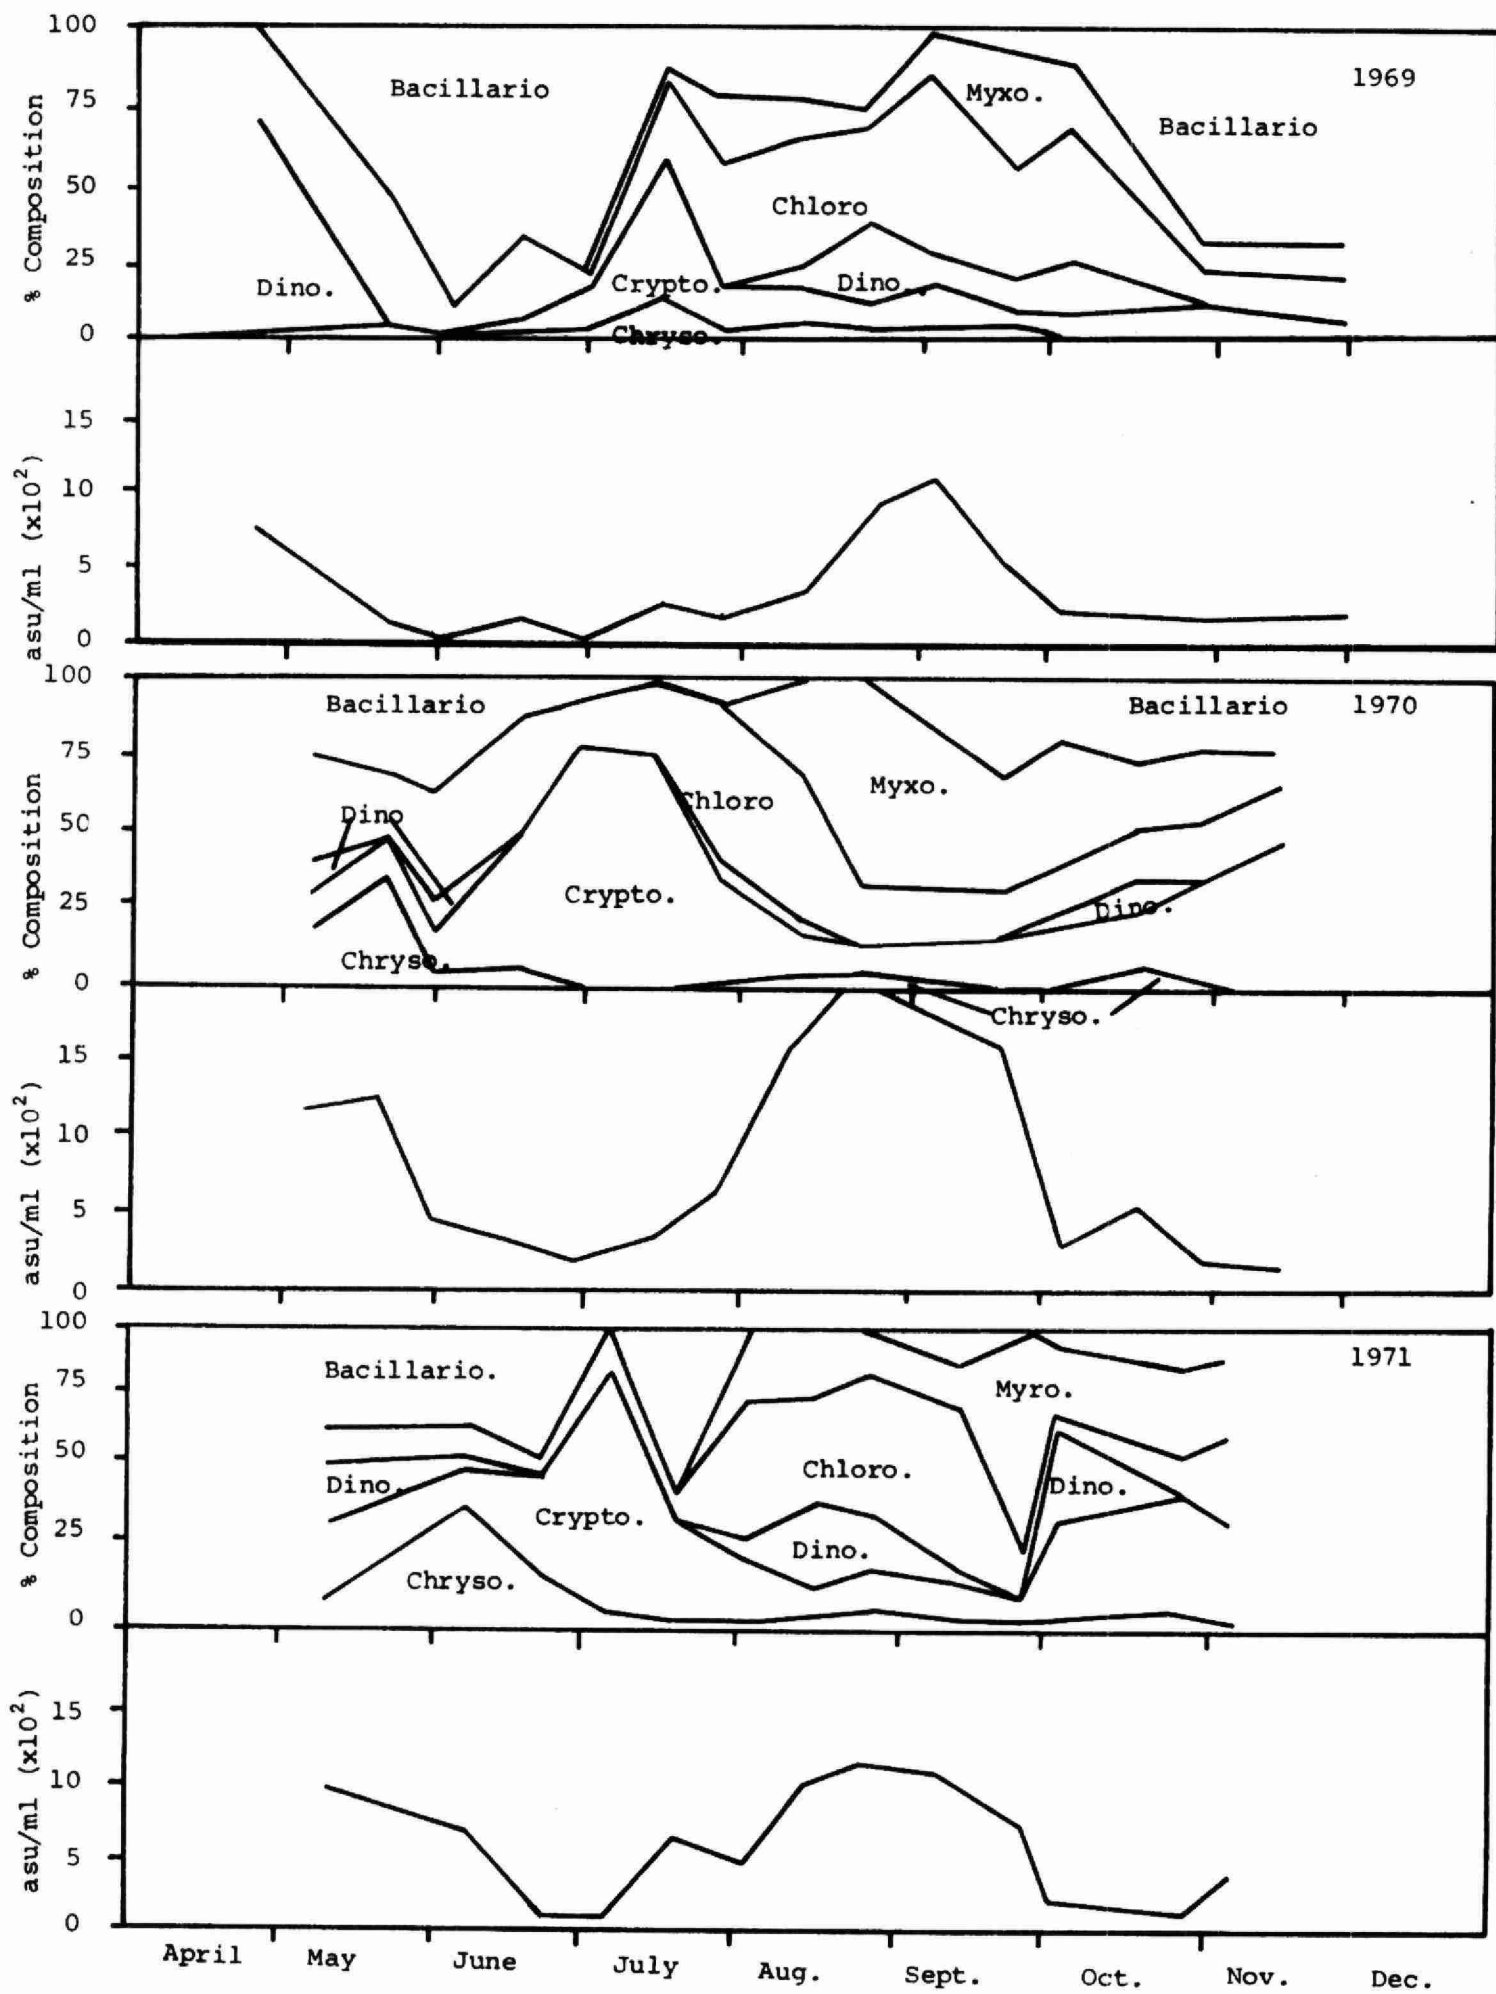 100
75
50
25
0
% Composition
Bacillario
Myxo.
1969
Bacillario
Chloro
Dino.
Crypto.
Dino.
Chryso.
15
10
5
0
asu/ml (x10²)
100
75
50
25
0
% Composition
Bacillario
Bacillario
1970
Dino
Chloro
Myxo.
Crypto.
Dino.
Chryso.
Chryso.
15
10
5
0
asu/ml (x10²)
100
75
50
25
0
% Composition
Bacillario.
1971
Myro.
Dino.
Chloro.
Dino.
Crypto.
Dino.
Chryso.
15
10
5
0
asu/ml (x10²)
April May June July Aug. Sept. Oct. Nov. Dec.